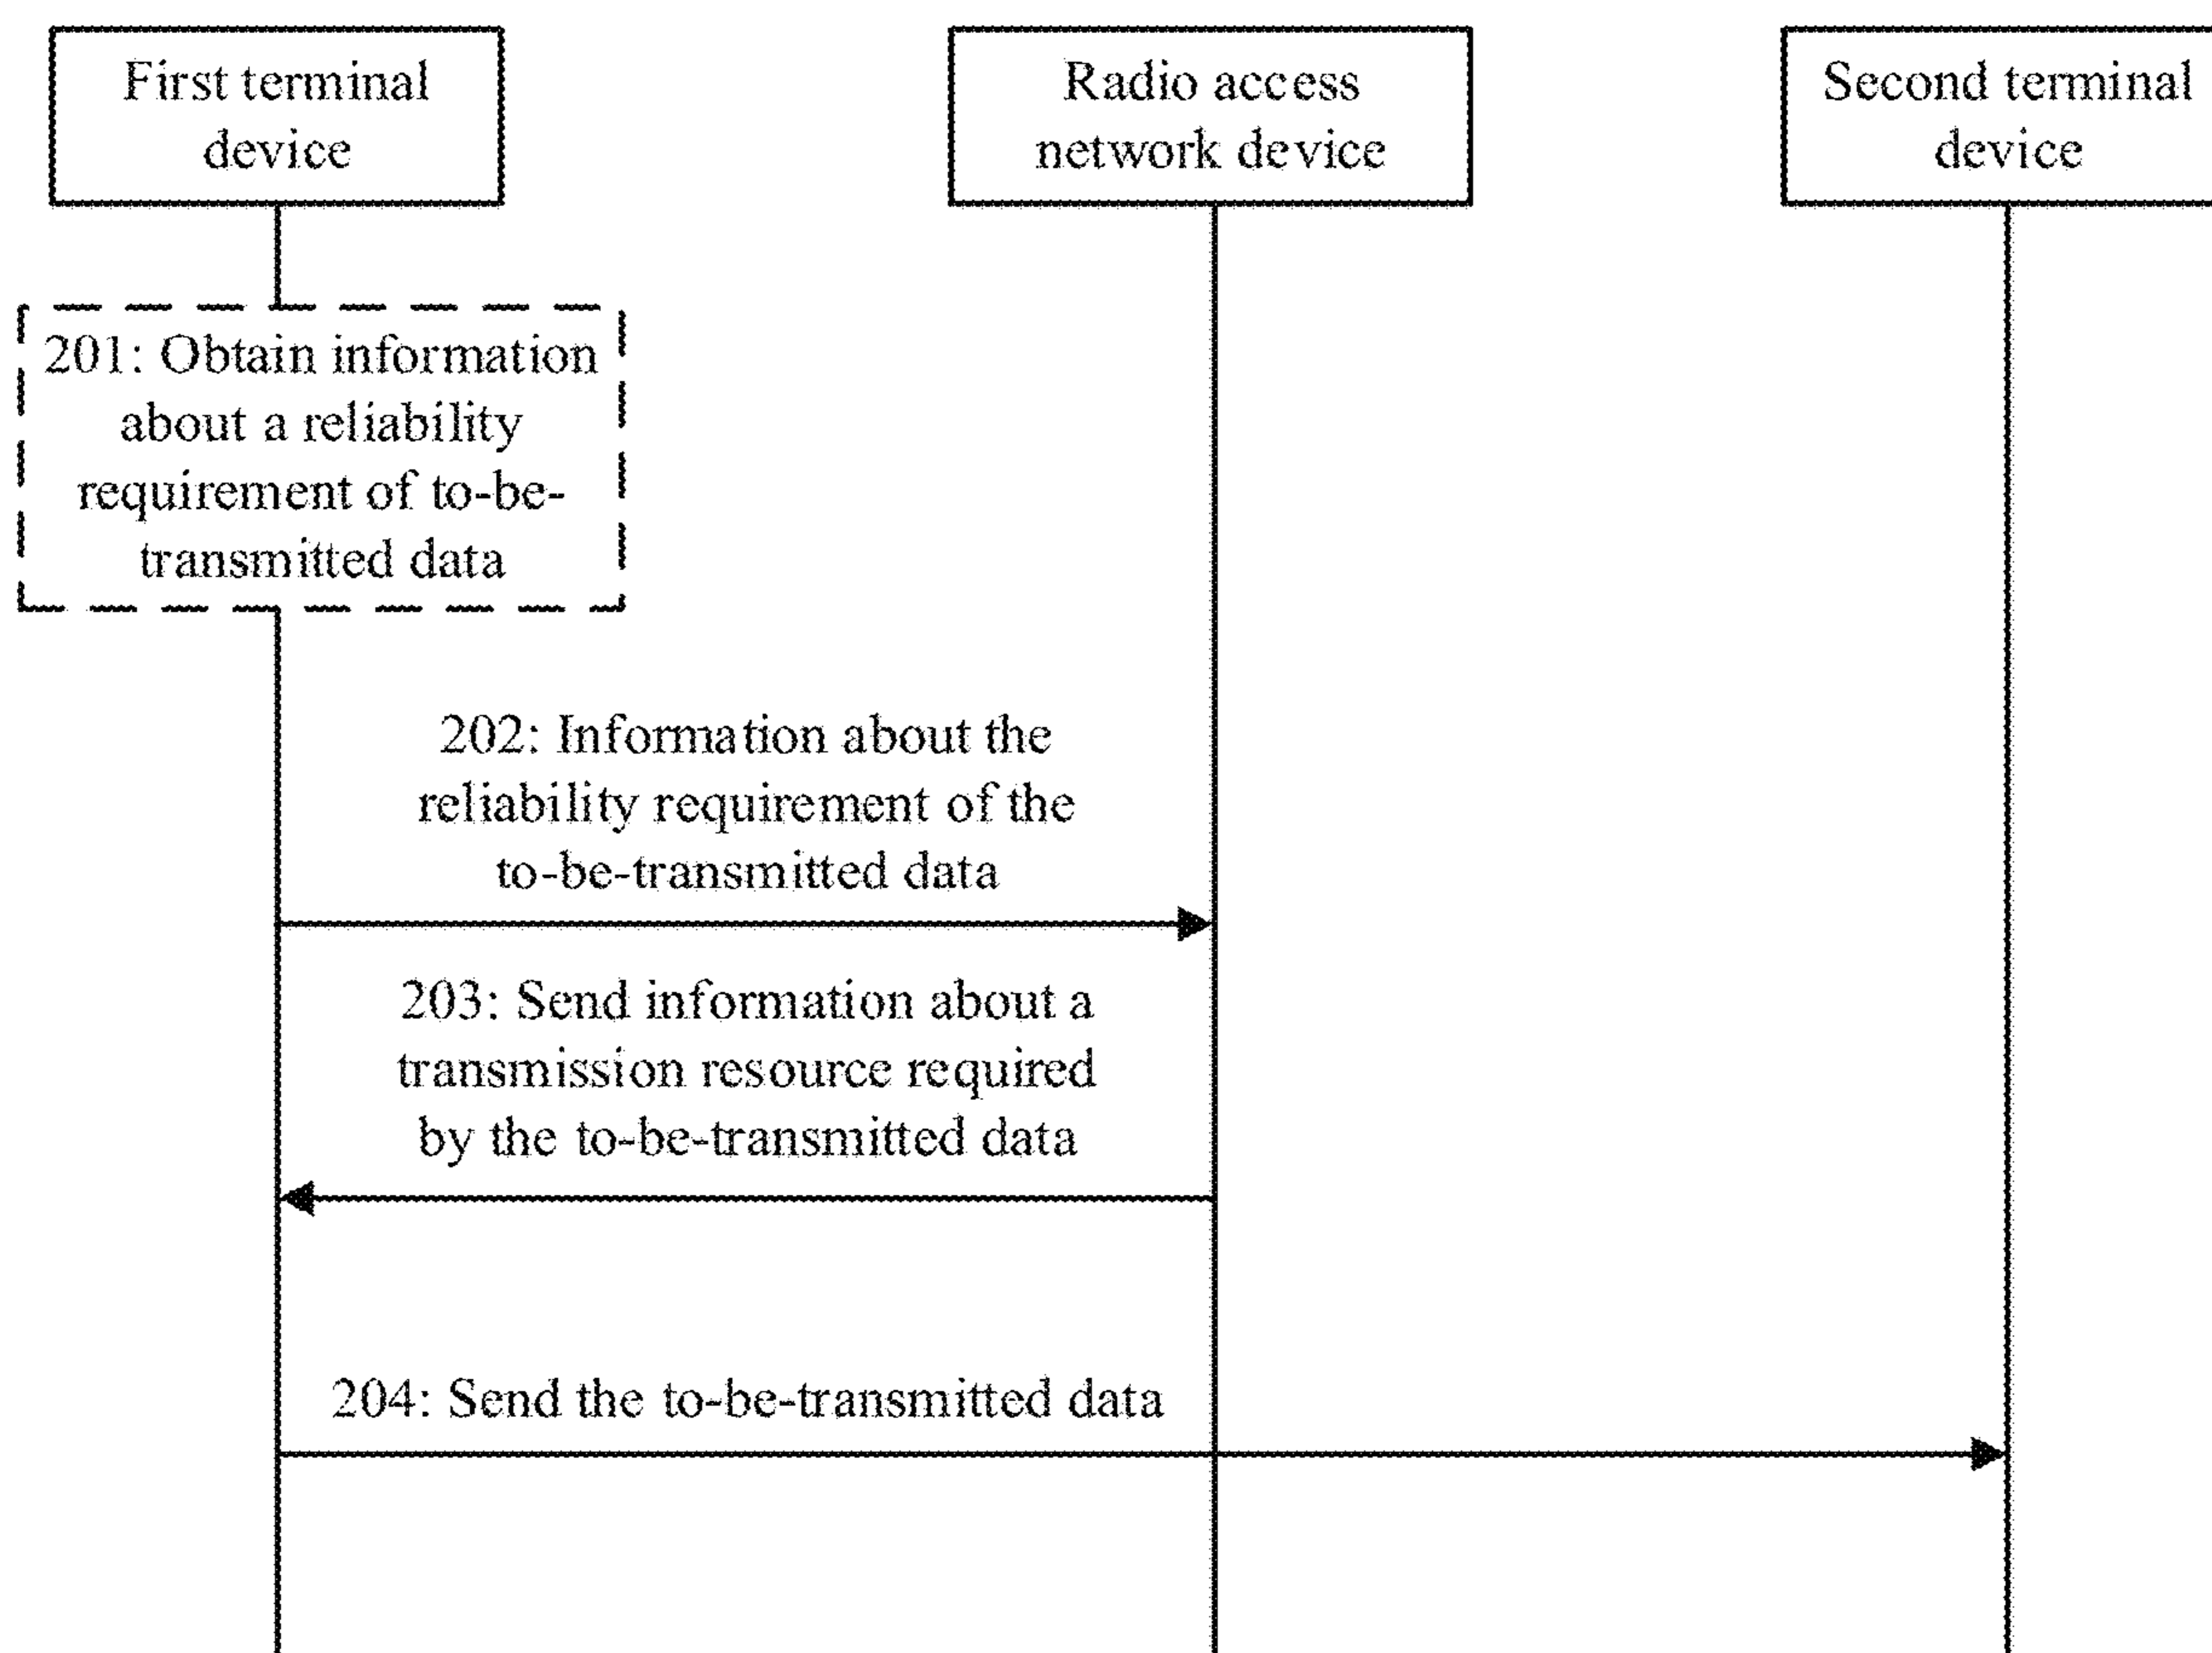 First terminal
device
Radio access
network device
Second terminal
device
201: Obtain information
about a reliability
requirement of to-be-
transmitted data
202: Information about the
reliability requirement of the
to-be-transmitted data
203: Send information about a
transmission resource required
by the to-be-transmitted data
204: Send the to-be-transmitted data